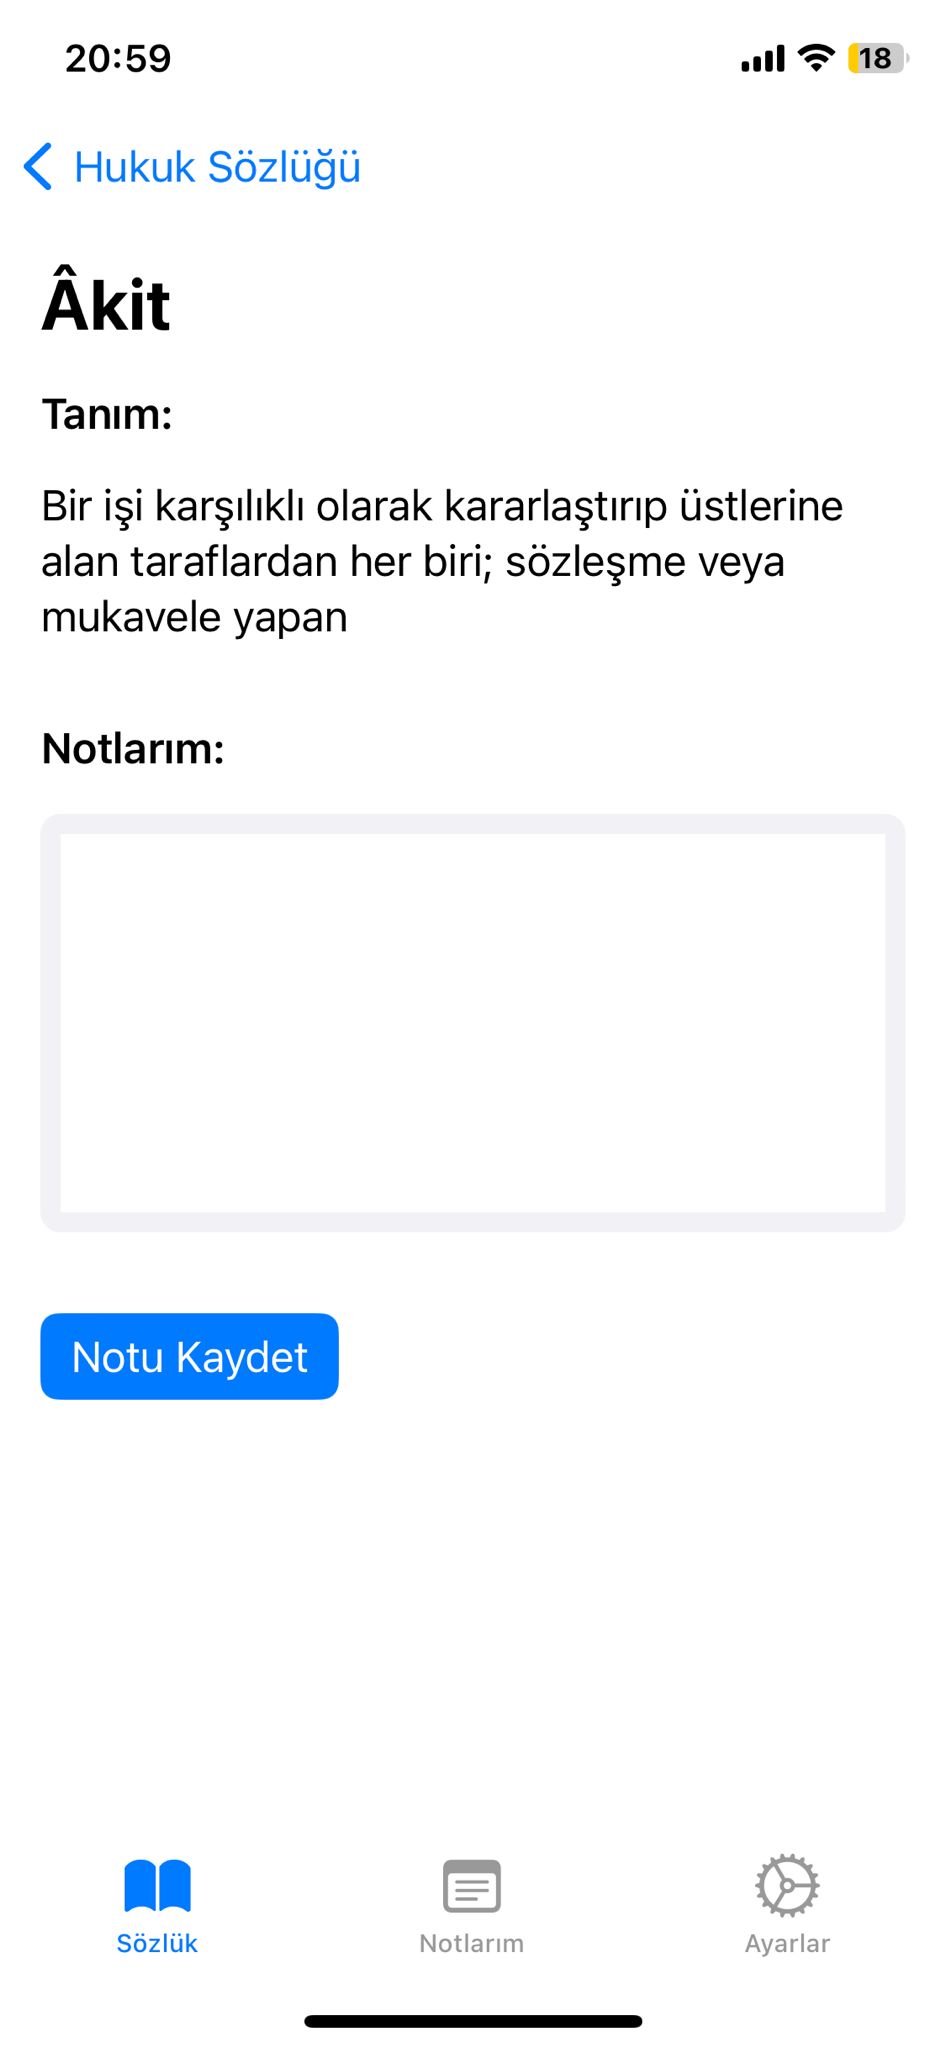 20:59
18
Hukuk Sözlüğü
Âkit
Tanım:
Bir işi karşılıklı olarak kararlaştırıp üstlerine
alan taraflardan her biri; sözleşme veya
mukavele yapan
Notlarım:
Notu Kaydet
Sözlük
Notlarım
Ayarlar